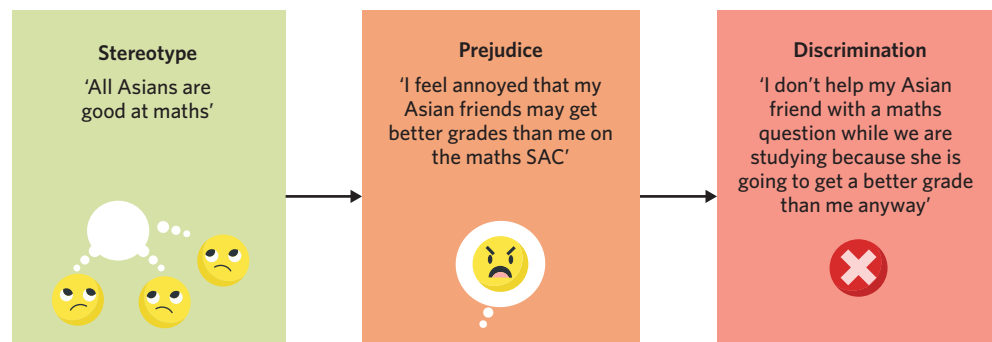 Stereotype
‘All Asians are
good at maths’
Prejudice
‘I feel annoyed that my
Asian friends may get
better grades than me on
the maths SAC’
Discrimination
‘I don’t help my Asian
friend with a maths
question while we are
studying because she is
going to get a better grade
than me anyway’